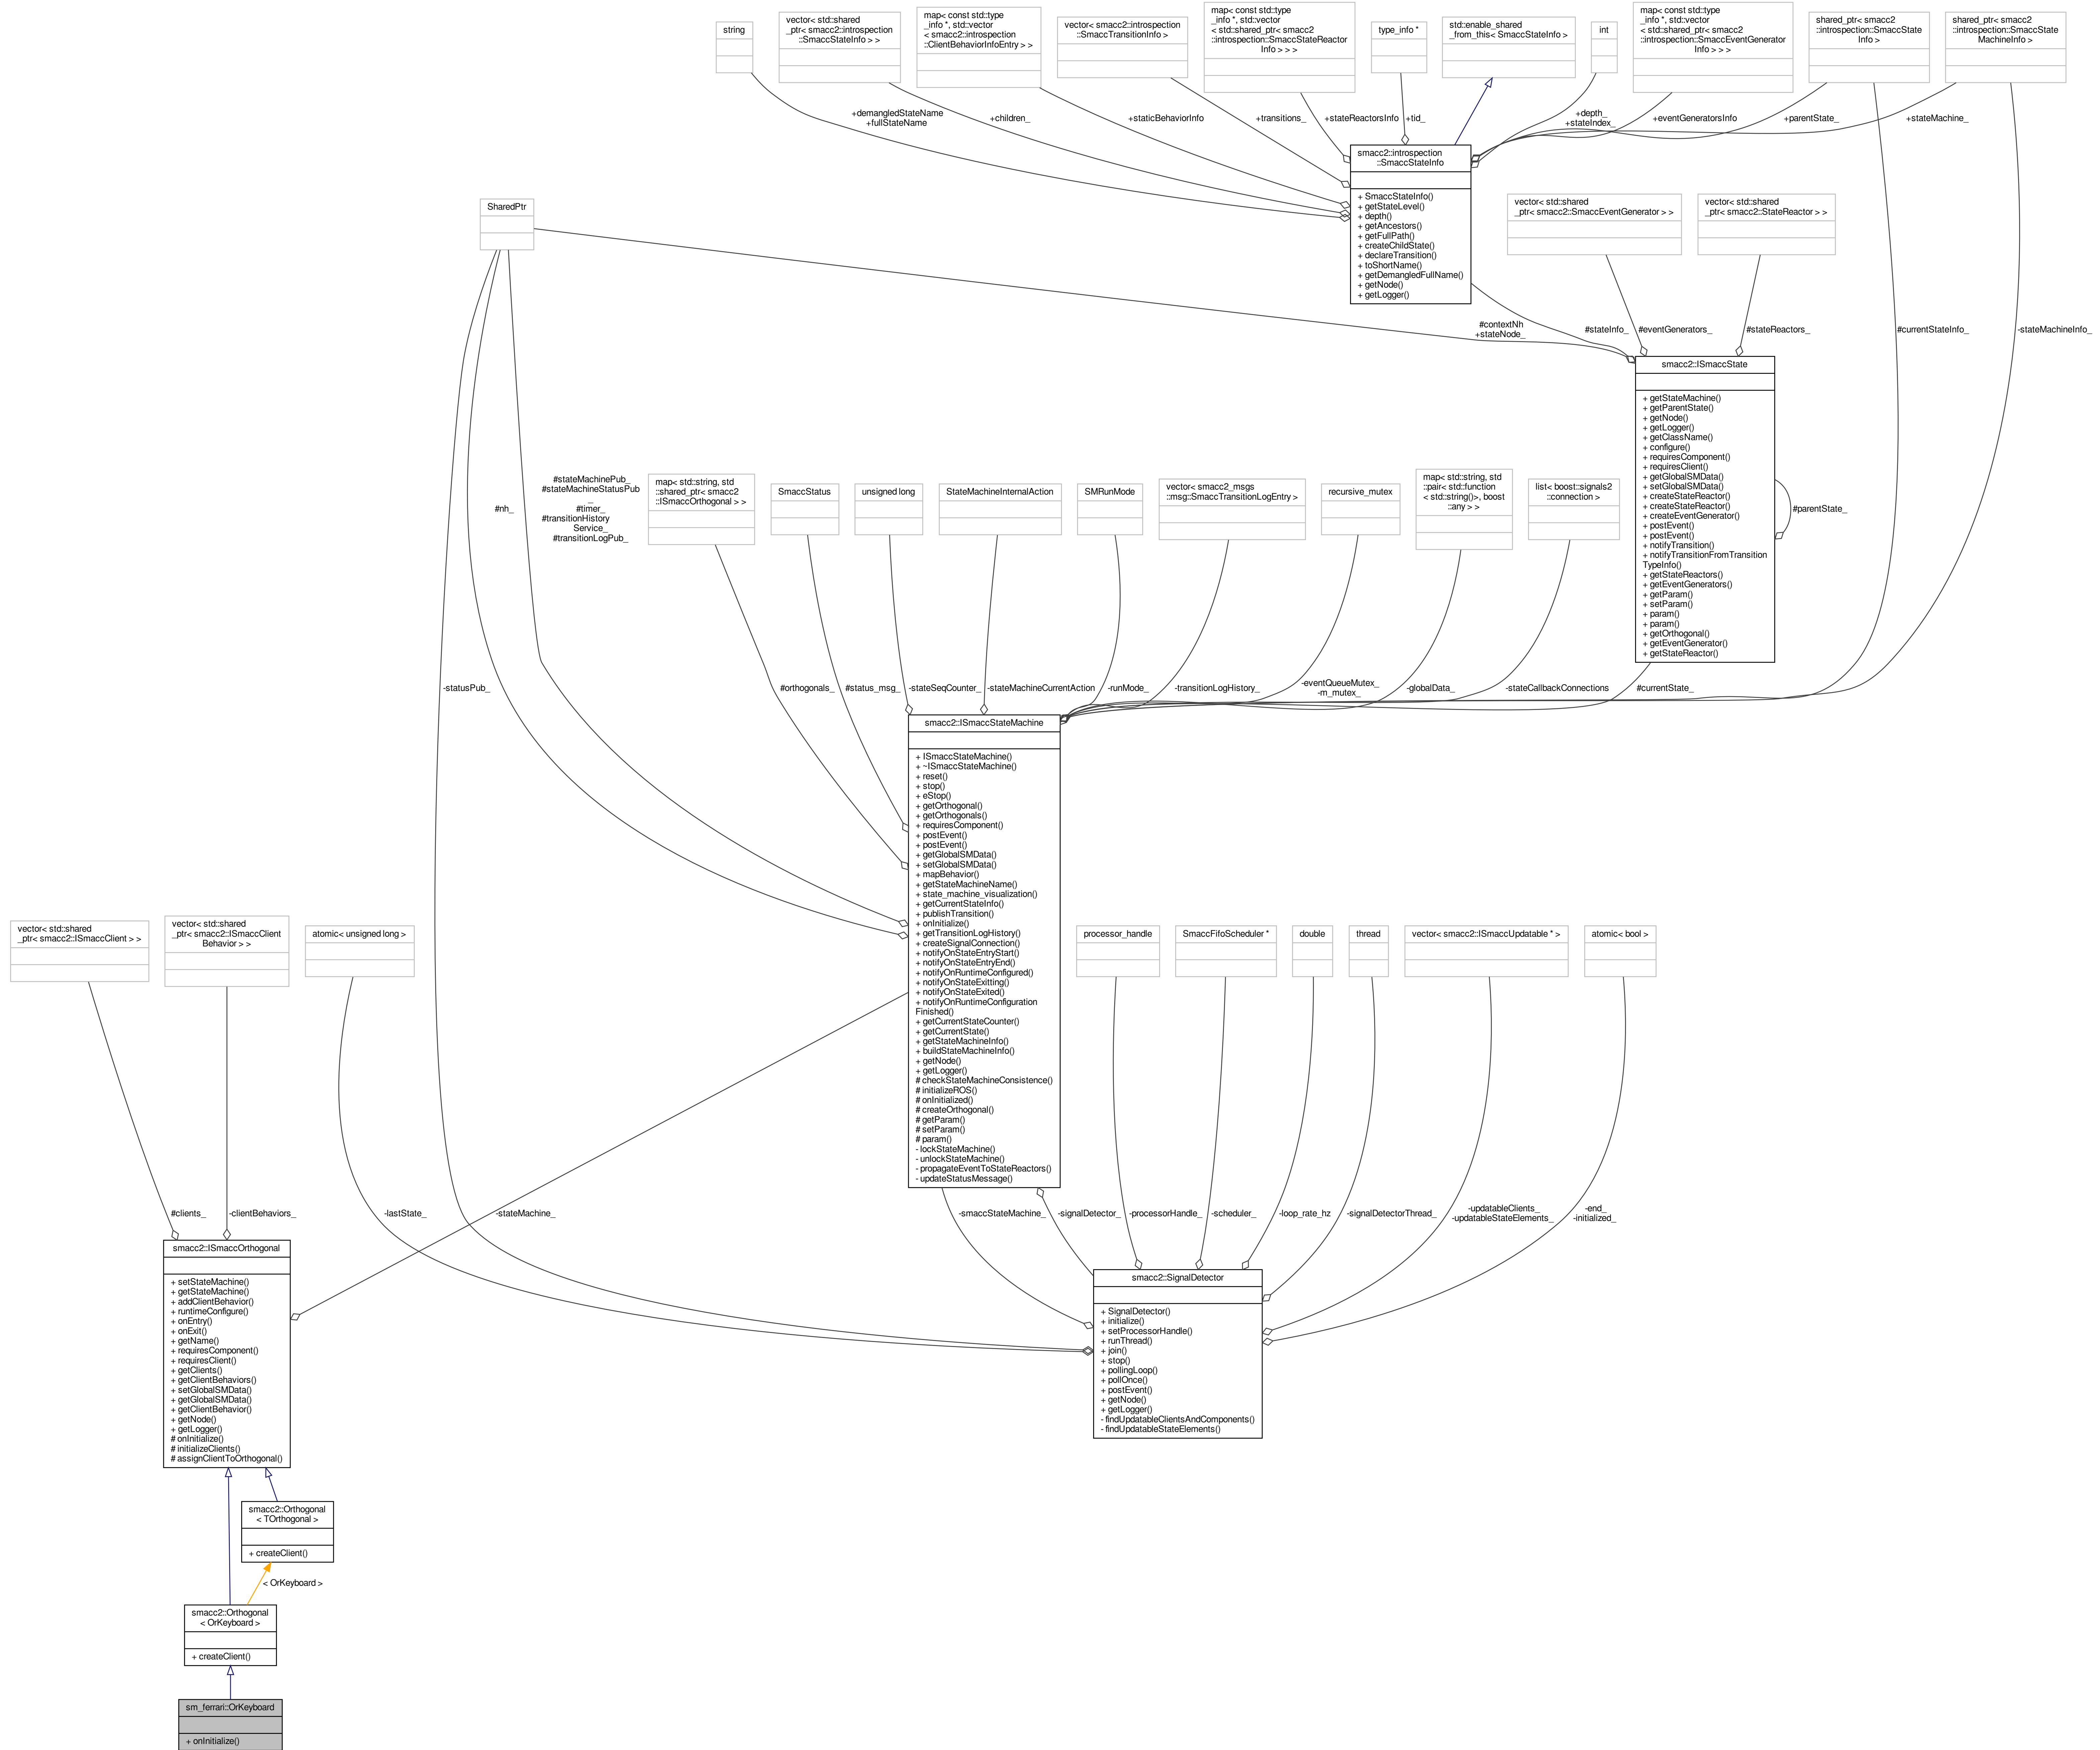 string
vector< std::shared
_ptr< smacc2::introspection
::SmaccStateInfo > >
map< const std::type
_info *, std::vector
< smacc2::introspection
::ClientBehaviorInfoEntry > >
vector< smacc2::introspection
::SmaccTransitionInfo >
map< const std::type
_info *, std::vector
< std::shared_ptr< smacc2
::introspection::SmaccStateReactor
Info > > >
type_info *
std::enable_shared
_from_this< SmaccStateInfo >
int
map< const std::type
_info *, std::vector
< std::shared_ptr< smacc2
::introspection::SmaccEventGenerator
Info > > >
shared_ptr< smacc2
::introspection::SmaccState
Info >
shared_ptr< smacc2
::introspection::SmaccState
MachineInfo >
+demangledStateName
+fullStateName
+children_
+staticBehaviorInfo
+transitions_
+stateReactorsInfo
+tid_
+depth_
+stateIndex_
+eventGeneratorsInfo
+parentState_
+stateMachine_
smacc2::introspection
::SmaccStateInfo
+ SmaccStateInfo()
+ getStateLevel()
+ depth()
+ getAncestors()
+ getFullPath()
+ createChildState()
+ declareTransition()
+ toShortName()
+ getDemangledFullName()
+ getNode()
+ getLogger()
SharedPtr
vector< std::shared
_ptr< smacc2::SmaccEventGenerator > >
vector< std::shared
_ptr< smacc2::StateReactor > >
#contextNh
+stateNode_
#stateInfo_
#eventGenerators_
#stateReactors_
#currentStateInfo_
-stateMachineInfo_
smacc2::ISmaccState
+ getStateMachine()
+ getParentState()
+ getNode()
+ getLogger()
+ getClassName()
+ configure()
+ requiresComponent()
+ requiresClient()
+ getGlobalSMData()
+ setGlobalSMData()
+ createStateReactor()
+ createStateReactor()
+ createEventGenerator()
+ postEvent()
+ postEvent()
+ notifyTransition()
+ notifyTransitionFromTransition
TypeInfo()
+ getStateReactors()
+ getEventGenerators()
+ getParam()
+ setParam()
+ param()
+ param()
+ getOrthogonal()
+ getEventGenerator()
+ getStateReactor()
#parentState_
#nh_
#stateMachinePub_
#stateMachineStatusPub
_
#timer_
#transitionHistory
Service_
#transitionLogPub_
map< std::string, std
::shared_ptr< smacc2
::ISmaccOrthogonal > >
SmaccStatus
unsigned long
StateMachineInternalAction
SMRunMode
vector< smacc2_msgs
::msg::SmaccTransitionLogEntry >
recursive_mutex
map< std::string, std
::pair< std::function
< std::string()>, boost
::any > >
list< boost::signals2
::connection >
-statusPub_
#orthogonals_
#status_msg_
-stateSeqCounter_
-stateMachineCurrentAction
-runMode_
-transitionLogHistory_
-eventQueueMutex_
-m_mutex_
-globalData_
-stateCallbackConnections
#currentState_
smacc2::ISmaccStateMachine
+ ISmaccStateMachine()
+ ~ISmaccStateMachine()
+ reset()
+ stop()
+ eStop()
+ getOrthogonal()
+ getOrthogonals()
+ requiresComponent()
+ postEvent()
+ postEvent()
+ getGlobalSMData()
+ setGlobalSMData()
+ mapBehavior()
+ getStateMachineName()
+ state_machine_visualization()
+ getCurrentStateInfo()
+ publishTransition()
+ onInitialize()
+ getTransitionLogHistory()
+ createSignalConnection()
+ notifyOnStateEntryStart()
+ notifyOnStateEntryEnd()
+ notifyOnRuntimeConfigured()
+ notifyOnStateExitting()
+ notifyOnStateExited()
+ notifyOnRuntimeConfiguration
Finished()
+ getCurrentStateCounter()
+ getCurrentState()
+ getStateMachineInfo()
+ buildStateMachineInfo()
+ getNode()
+ getLogger()
# checkStateMachineConsistence()
# initializeROS()
# onInitialized()
# createOrthogonal()
# getParam()
# setParam()
# param()
- lockStateMachine()
- unlockStateMachine()
- propagateEventToStateReactors()
- updateStatusMessage()
vector< std::shared
_ptr< smacc2::ISmaccClient > >
vector< std::shared
_ptr< smacc2::ISmaccClient
Behavior > >
atomic< unsigned long >
processor_handle
SmaccFifoScheduler *
double
thread
vector< smacc2::ISmaccUpdatable * >
atomic< bool >
#clients_
-clientBehaviors_
-lastState_
-stateMachine_
-smaccStateMachine_
-signalDetector_
-processorHandle_
-scheduler_
-loop_rate_hz
-signalDetectorThread_
-updatableClients_
-updatableStateElements_
-end_
-initialized_
smacc2::ISmaccOrthogonal
+ setStateMachine()
+ getStateMachine()
+ addClientBehavior()
+ runtimeConfigure()
+ onEntry()
+ onExit()
+ getName()
+ requiresComponent()
+ requiresClient()
+ getClients()
+ getClientBehaviors()
+ setGlobalSMData()
+ getGlobalSMData()
+ getClientBehavior()
+ getNode()
+ getLogger()
# onInitialize()
# initializeClients()
# assignClientToOrthogonal()
smacc2::SignalDetector
+ SignalDetector()
+ initialize()
+ setProcessorHandle()
+ runThread()
+ join()
+ stop()
+ pollingLoop()
+ pollOnce()
+ postEvent()
+ getNode()
+ getLogger()
- findUpdatableClientsAndComponents()
- findUpdatableStateElements()
smacc2::Orthogonal
< TOrthogonal >
+ createClient()
< OrKeyboard >
smacc2::Orthogonal
< OrKeyboard >
+ createClient()
sm_ferrari::OrKeyboard
+ onInitialize()